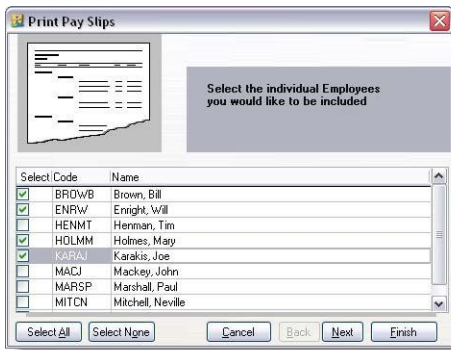 Print Pay Slips
Select the individual Employees
you would like to be included
Select Code Name
BROWB Brown, Bill
ENRW Enright, Will
HENMT Henman, Tim
HOLMM Holmes, Mary
KARAJ Karakis, Joe
MACJ Mackey, John
MARSP Marshall, Paul
MITCN Mitchell, Neville
Select All Select None Cancel Back Next Finish